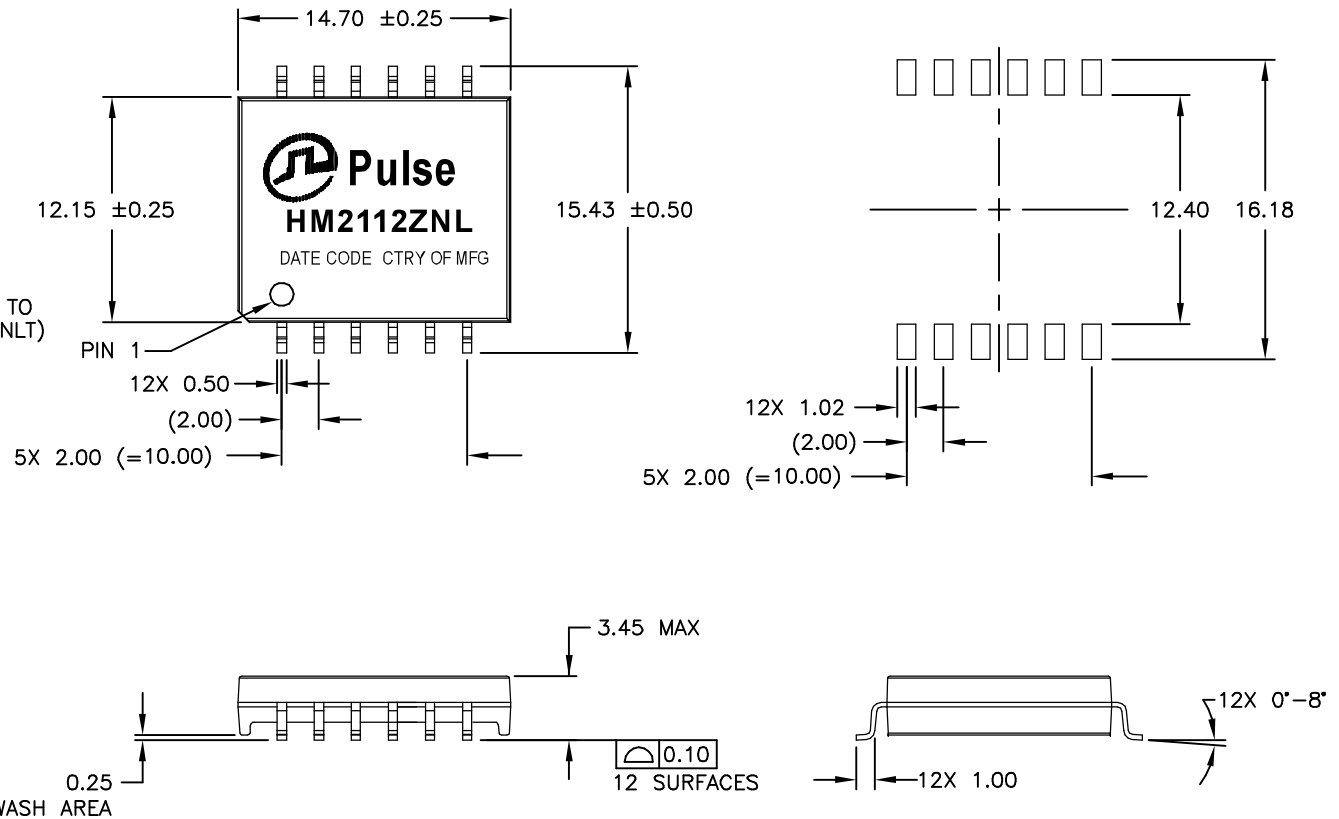 14.70 ±0.25
Pulse
HM2112ZNL
DATE CODE CTRY OF MFG
12.15 ±0.25
15.43 ±0.50
TO
NLT)
PIN 1
12X 0.50
(2.00)
5X 2.00 (=10.00)
12.40
16.18
12X 1.02
(2.00)
5X 2.00 (=10.00)
3.45 MAX
0.10
12 SURFACES
0.25
WASH AREA
12X 0°-8°
12X 1.00